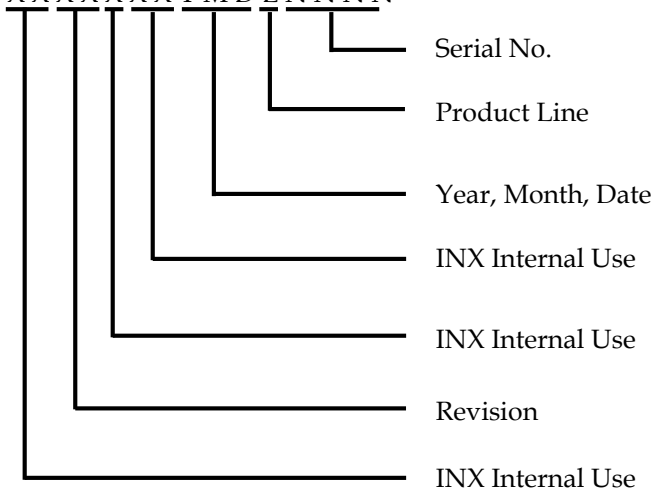 Serial No.
Product Line
Year, Month, Date
INX Internal Use
INX Internal Use
Revision
INX Internal Use